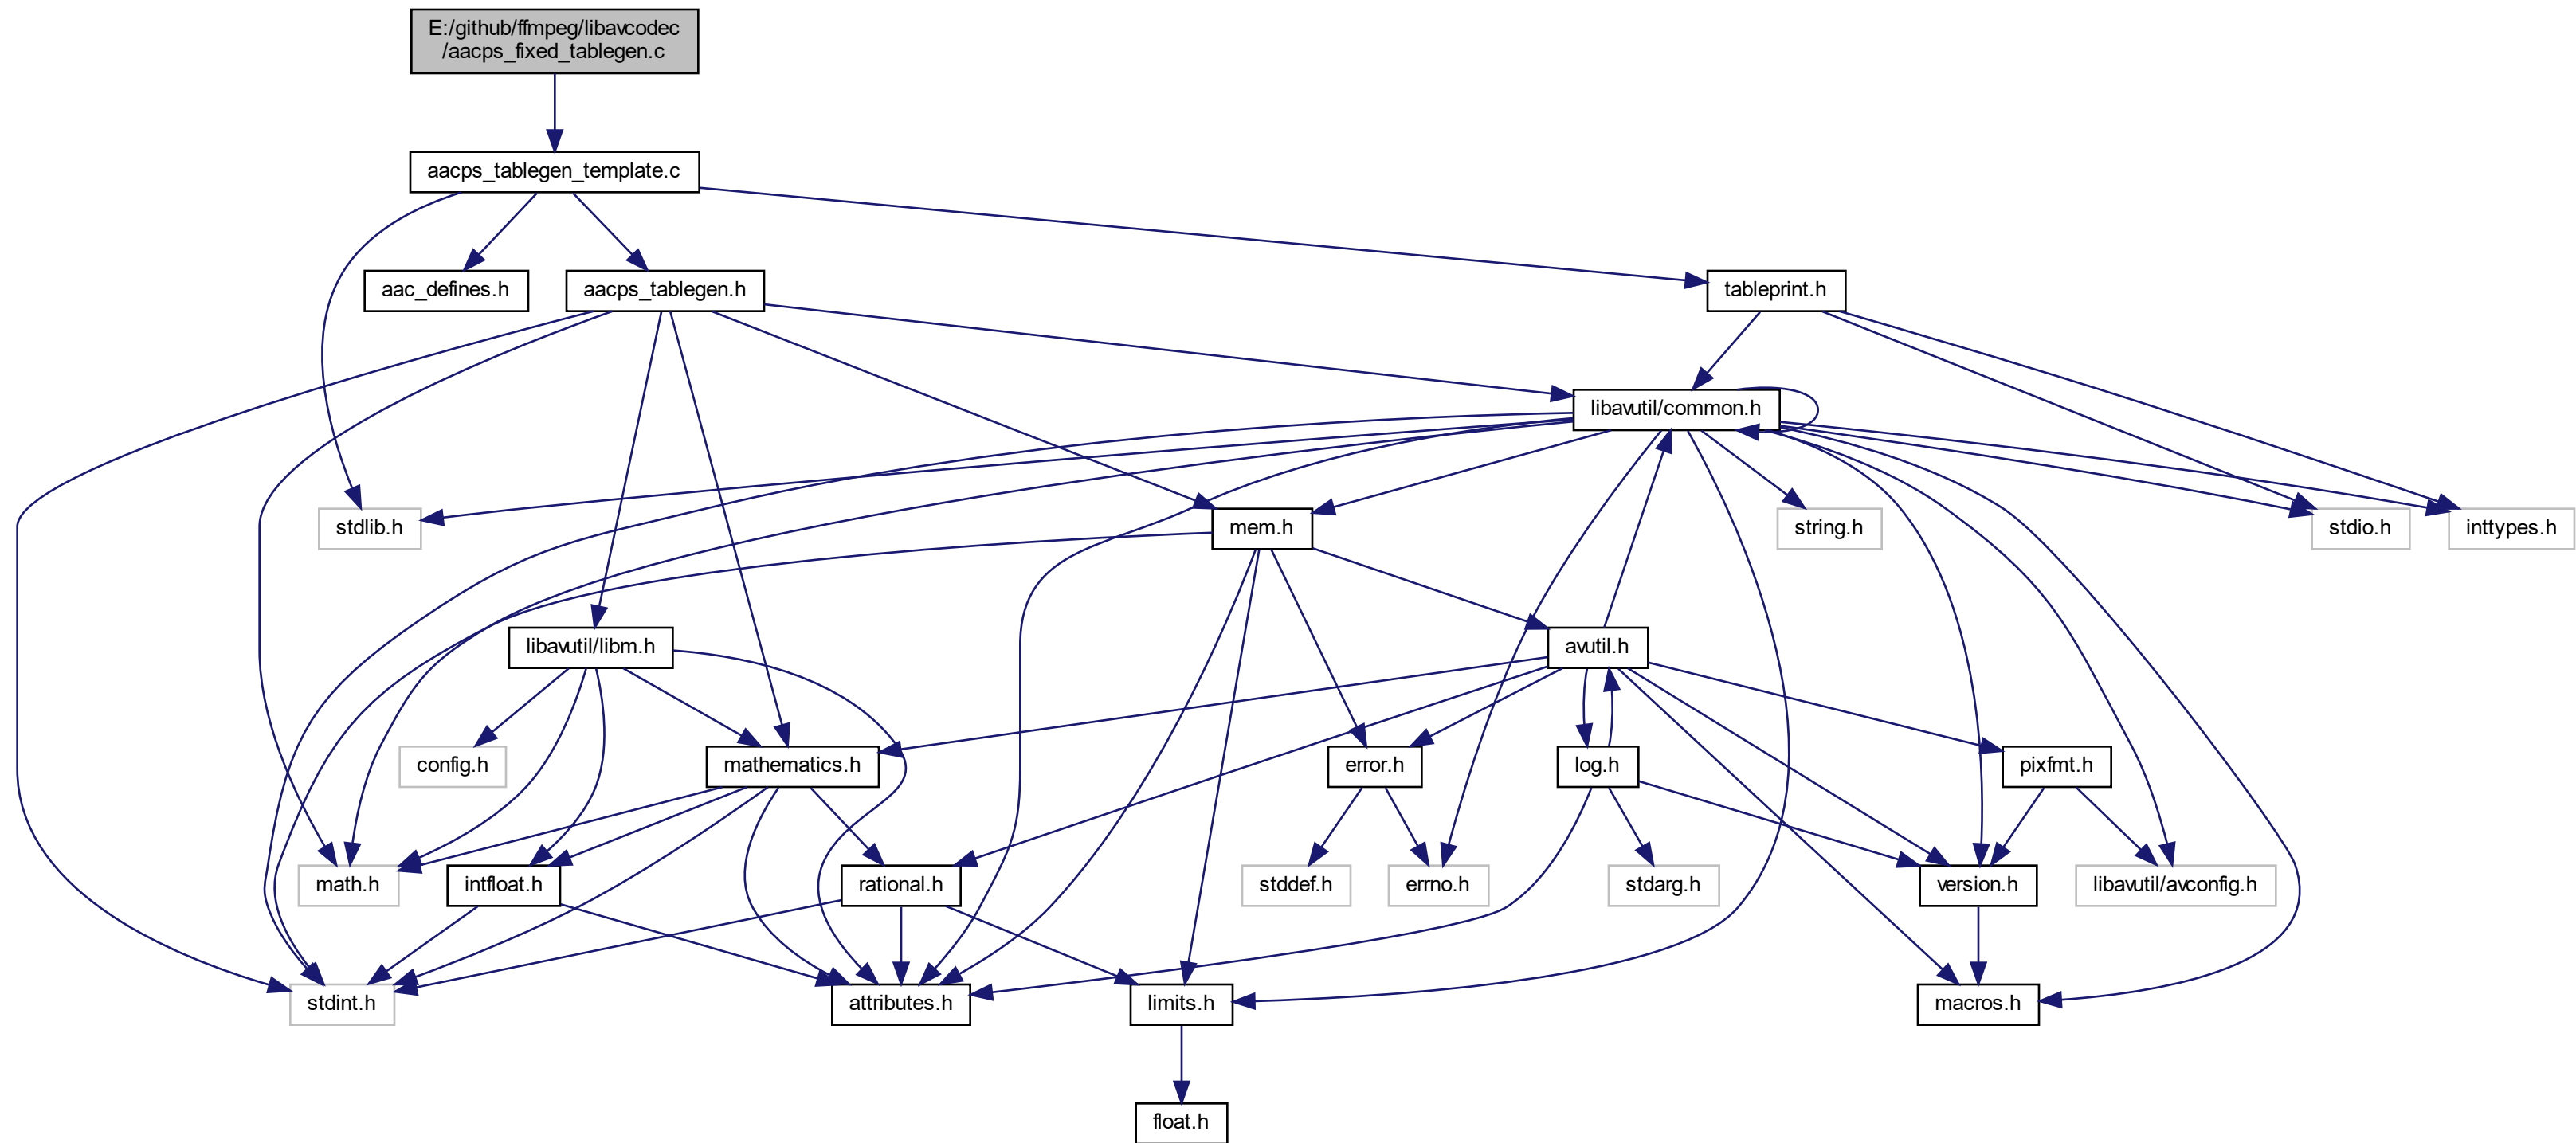 E:/github/ffmpeg/libavcodec
/aacps_fixed_tablegen.c
aacps_tablegen_template.c
aac_defines.h
aacps_tablegen.h
tableprint.h
libavutil/common.h
stdlib.h
mem.h
string.h
stdio.h
inttypes.h
libavutil/libm.h
avutil.h
config.h
mathematics.h
error.h
log.h
pixfmt.h
math.h
intfloat.h
rational.h
stddef.h
errno.h
stdarg.h
version.h
libavutil/avconfig.h
stdint.h
attributes.h
limits.h
macros.h
float.h